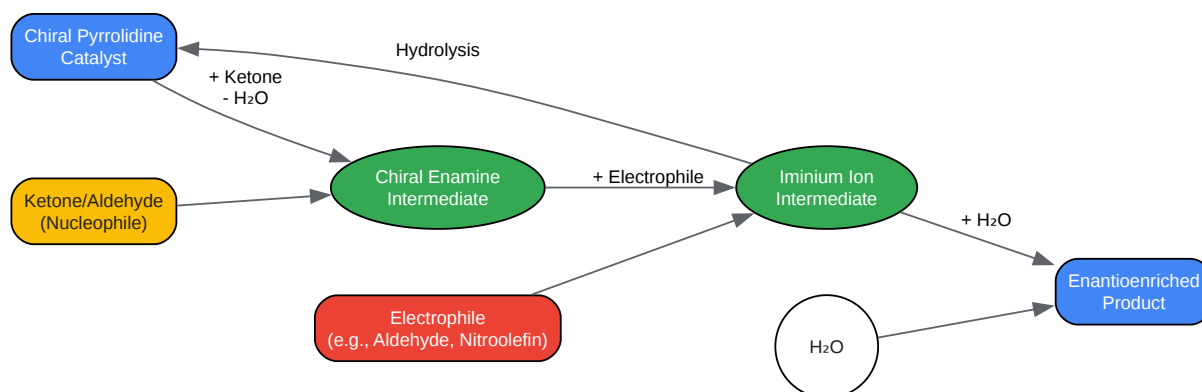 Chiral Pyrrolidine
Catalyst
Hydrolysis
+ Ketone
- H₂O
Ketone/Aldehyde
(Nucleophile)
Chiral Enamine
Intermediate
+ Electrophile
Iminium Ion
Intermediate
+ H₂O
Enantioenriched
Product
Electrophile
(e.g., Aldehyde, Nitroolefin)
H₂O